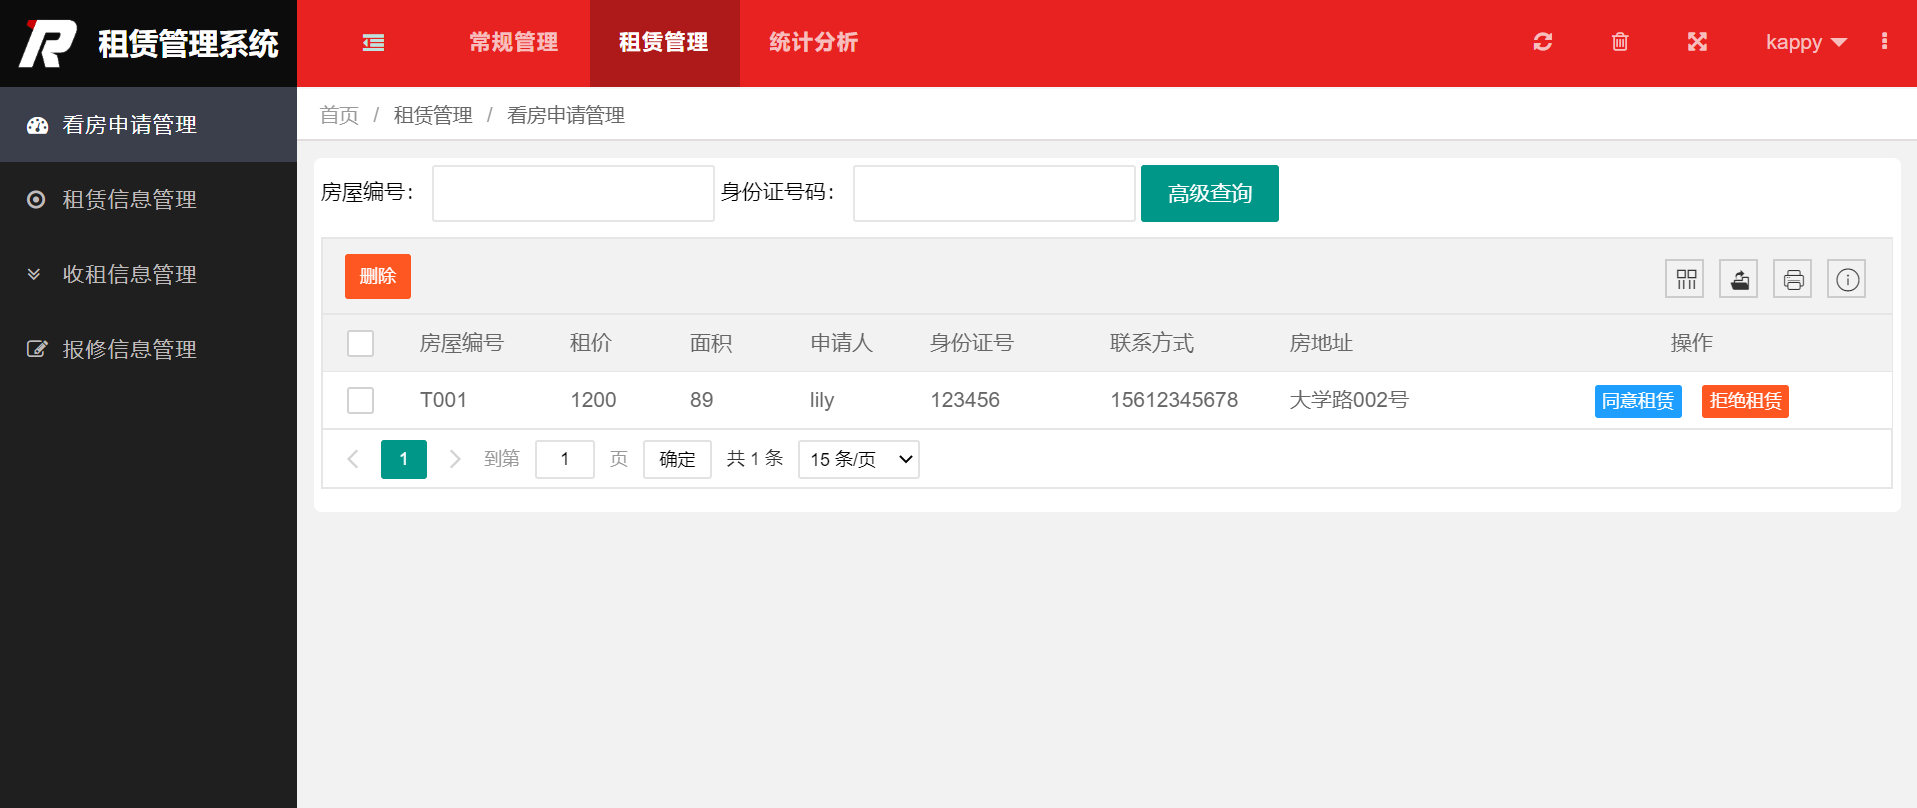 租赁管理系统
常规管理 租赁管理 统计分析 kappy
看房申请管理
租赁信息管理
收租信息管理
报修信息管理
首页 / 租赁管理 / 看房申请管理
房屋编号： 身份证号码： 高级查询
删除
房屋编号 租价 面积 申请人 身份证号 联系方式 房地址 操作
T001 1200 89 lily 123456 15612345678 大学路002号 同意租赁 拒绝租赁
1 到第 1 页 确定 共 1 条 15 条/页